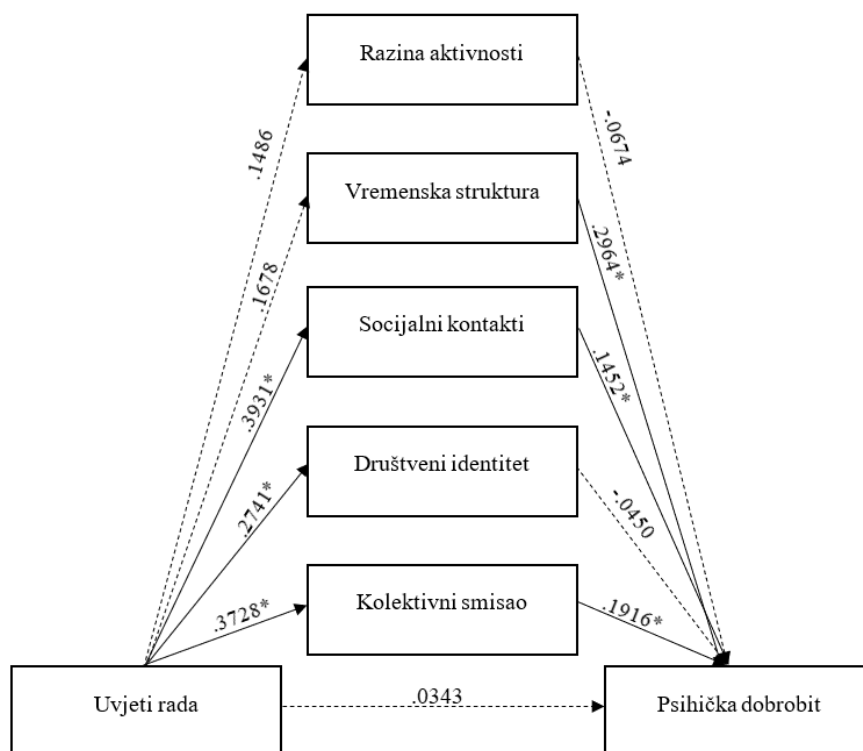 Razina aktivnosti
.1486
-.0674
Vremenska struktura
.1678
.2964*
Socijalni kontakti
.3931*
.1452*
Društveni identitet
.2741*
-.0450
Kolektivni smisao
.3728*
.1916*
Uvjeti rada
.0343
Psihička dobrobit